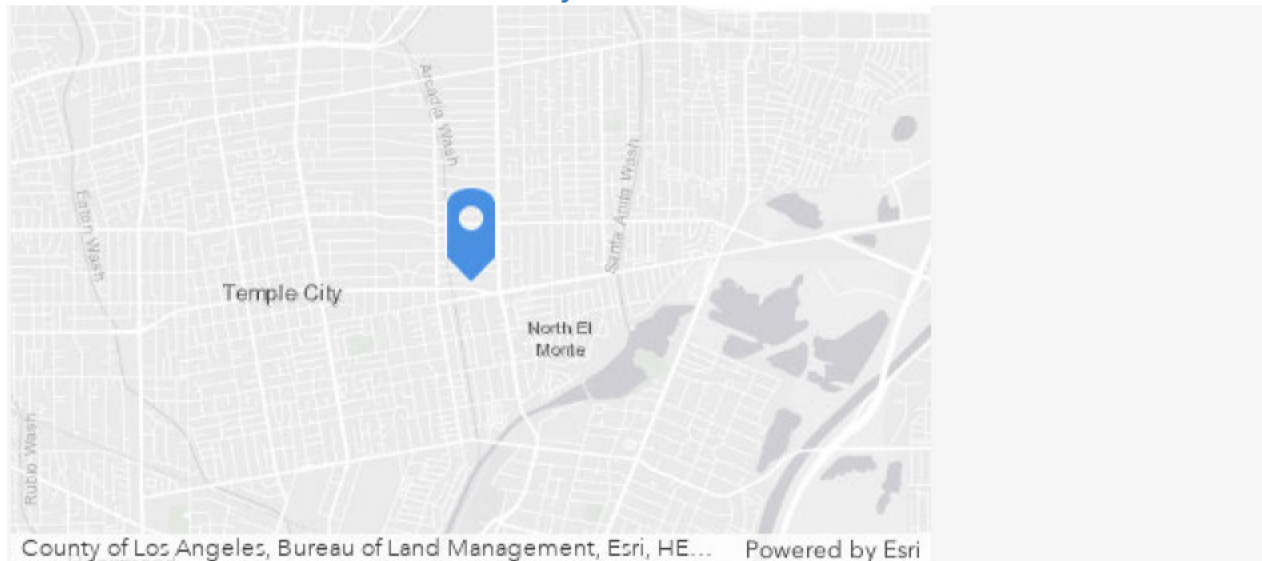 Arcadia Wash
Santa Anita Wash
Eaton Wash
Temple City
North El
Monte
Rubio Wash
County of Los Angeles, Bureau of Land Management, Esri, HE...
Powered by Esri